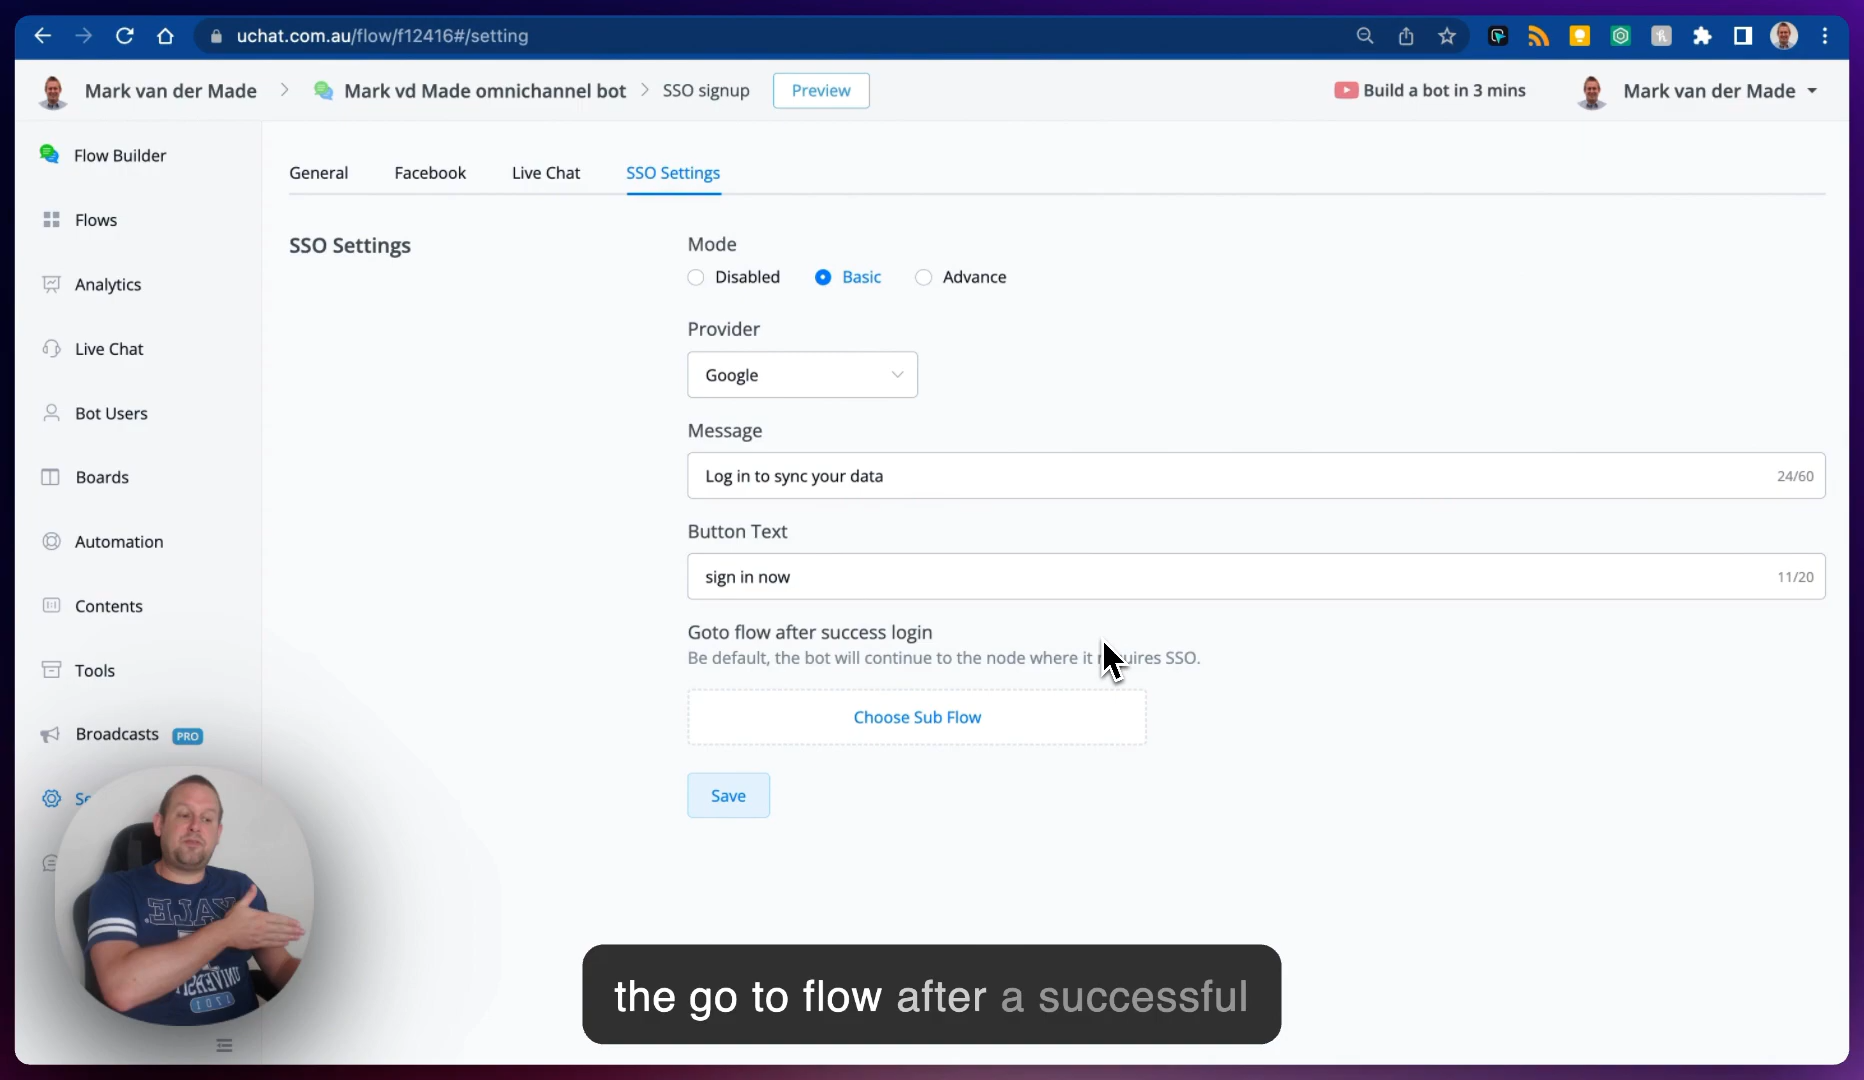 uchat.com.au/flow/f12416#/setting
Mark van der Made
Mark vd Made omnichannel bot
SSO signup
Preview
Build a bot in 3 mins
Mark van der Made
Flow Builder
Flows
Analytics
Live Chat
Bot Users
Boards
Automation
Contents
Tools
Broadcasts PRO
General
Facebook
Live Chat
SSO Settings
SSO Settings
Mode
Disabled
Basic
Advance
Provider
Google
Message
Log in to sync your data
24/60
Button Text
sign in now
11/20
Goto flow after success login
Be default, the bot will continue to the node where it requires SSO.
Choose Sub Flow
Save
YALE
1701
the go to flow after a successful